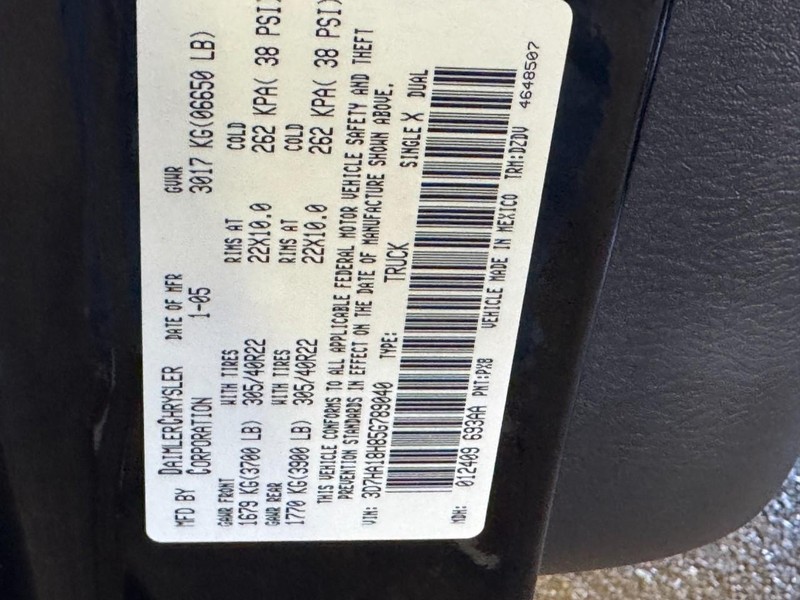 MFD BY DAIMLERCHRYSLER CORPORATION DATE OF MFR 1-05 GVWR 3017 KG(06650 LB)
GAWR FRONT WITH TIRES RIMS AT COLD
1679 KG(3700 LB) 305/40R22 22X10.0 262 KPA( 38 PSI)
GAWR REAR WITH TIRES RIMS AT COLD
1770 KG(3900 LB) 305/40R22 22X10.0 262 KPA( 38 PSI)
THIS VEHICLE CONFORMS TO ALL APPLICABLE FEDERAL MOTOR VEHICLE SAFETY AND THEFT
PREVENTION STANDARDS IN EFFECT ON THE DATE OF MANUFACTURE SHOWN ABOVE.
VIN: 3D7HA18H85G789040 TYPE: TRUCK SINGLE X DUAL
MDH: 012409 693AA PNT:PX8 VEHICLE MADE IN MEXICO TRM:DZDV
4648507